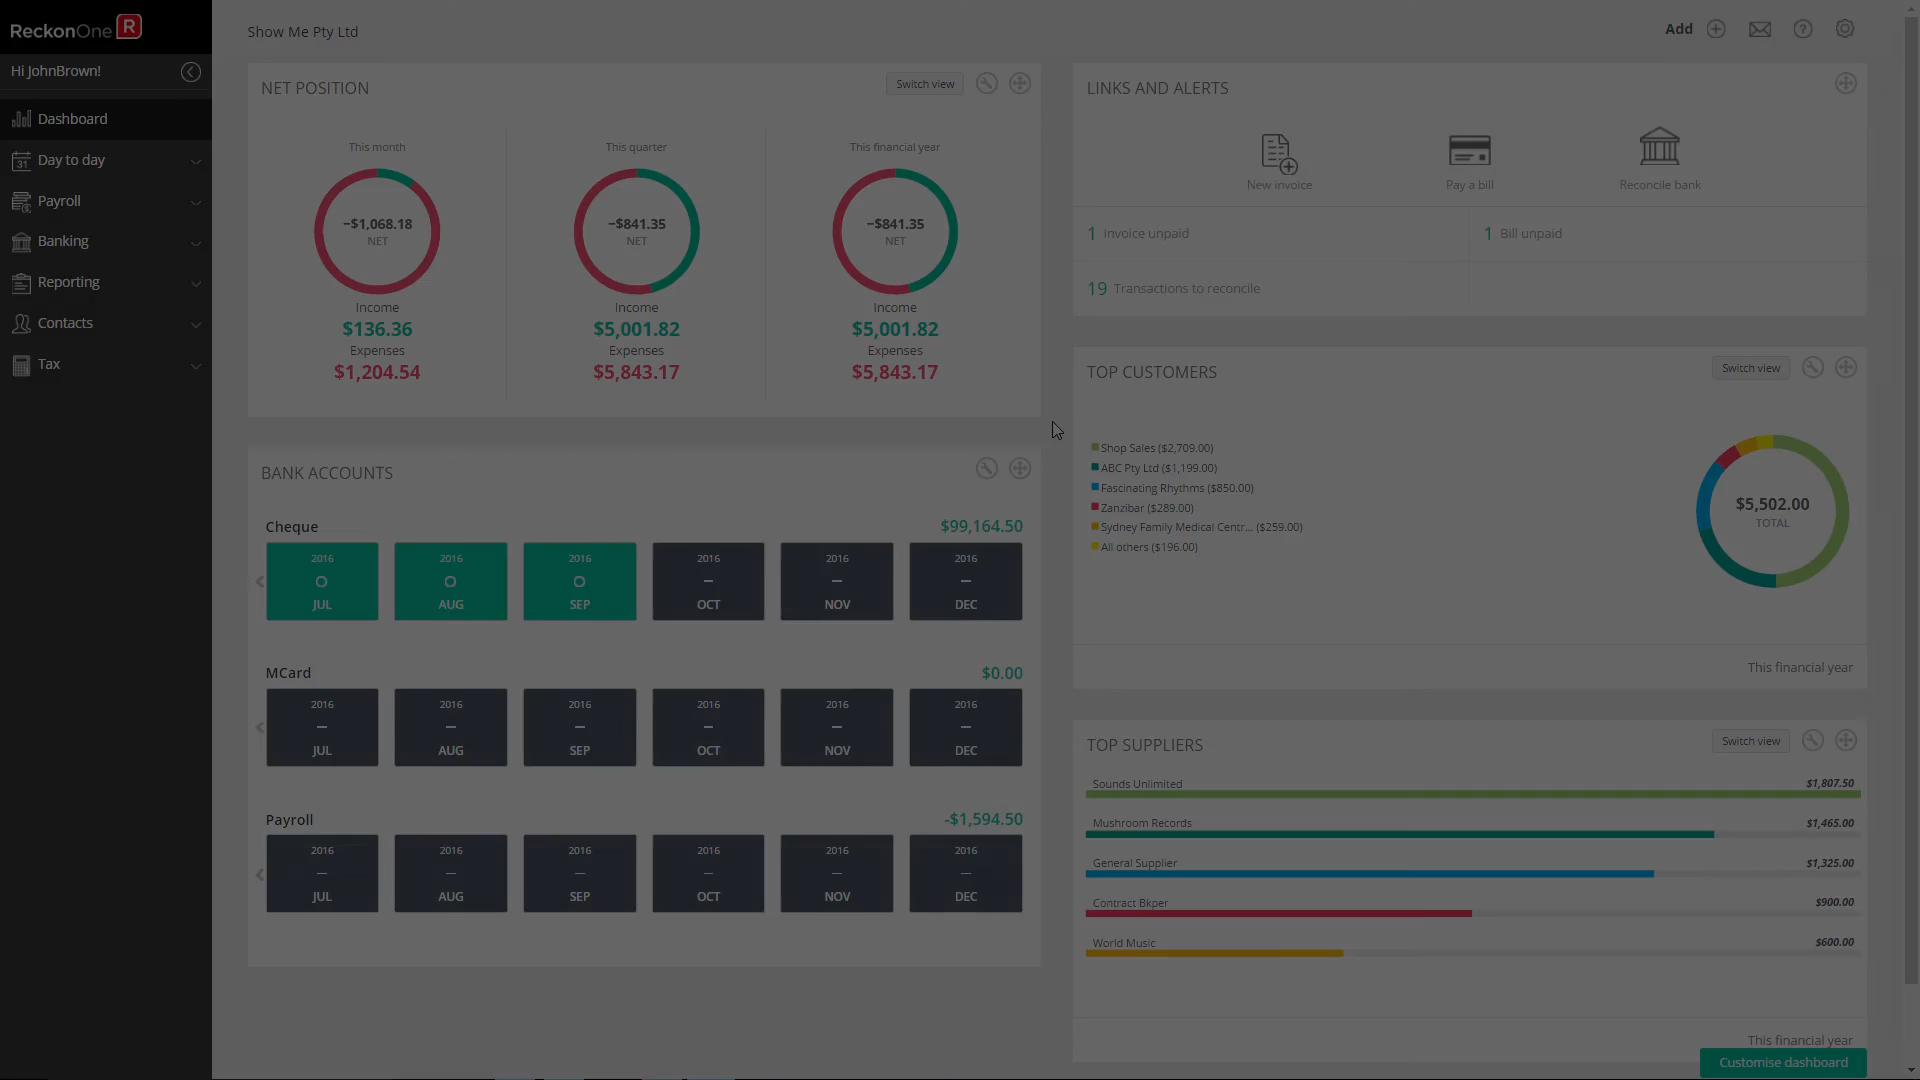 ReckonOne R
Hi JohnBrown!
Dashboard
31 Day to day
Payroll
Banking
Reporting
Contacts
Tax
Show Me Pty Ltd
Add
NET POSITION
Switch view
This month
−$1,068.18
NET
Income
$136.36
Expenses
$1,204.54
This quarter
−$841.35
NET
Income
$5,001.82
Expenses
$5,843.17
This financial year
−$841.35
NET
Income
$5,001.82
Expenses
$5,843.17
BANK ACCOUNTS
Cheque $99,164.50
2016 2016 2016 2016 2016 2016
JUL AUG SEP OCT NOV DEC
MCard $0.00
2016 2016 2016 2016 2016 2016
JUL AUG SEP OCT NOV DEC
Payroll -$1,594.50
2016 2016 2016 2016 2016 2016
JUL AUG SEP OCT NOV DEC
LINKS AND ALERTS
New invoice Pay a bill Reconcile bank
1 Invoice unpaid 1 Bill unpaid
19 Transactions to reconcile
TOP CUSTOMERS
Switch view
Shop Sales ($2,709.00)
ABC Pty Ltd ($1,199.00)
Fascinating Rhythms ($850.00)
Zanzibar ($289.00)
Sydney Family Medical Centr... ($259.00)
All others ($196.00)
$5,502.00
TOTAL
This financial year
TOP SUPPLIERS
Switch view
Sounds Unlimited $1,807.50
Mushroom Records $1,465.00
General Supplier $1,325.00
Contract Bkper $900.00
World Music $600.00
This financial year
Customise dashboard